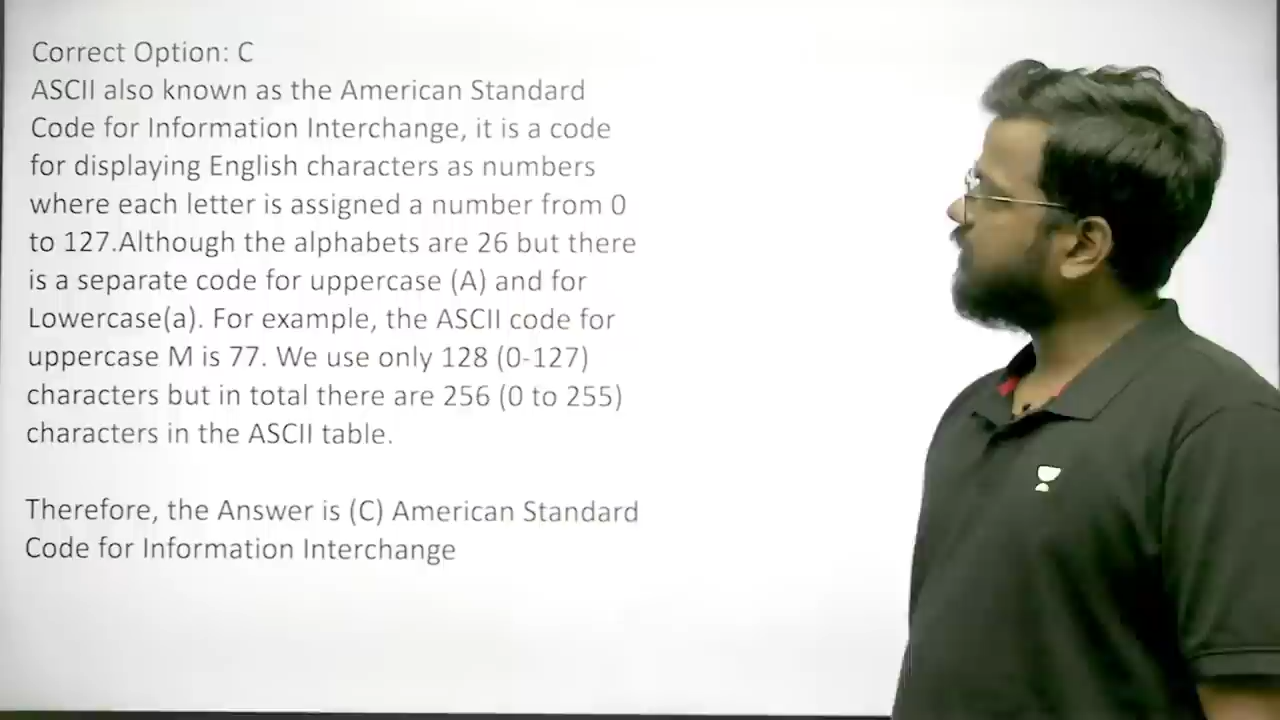 Correct Option: C
ASCII also known as the American Standard
Code for Information Interchange, it is a code
for displaying English characters as numbers
where each letter is assigned a number from 0
to 127.Although the alphabets are 26 but there
is a separate code for uppercase (A) and for
Lowercase(a). For example, the ASCII code for
uppercase M is 77. We use only 128 (0-127)
characters but in total there are 256 (0 to 255)
characters in the ASCII table.
Therefore, the Answer is (C) American Standard
Code for Information Interchange